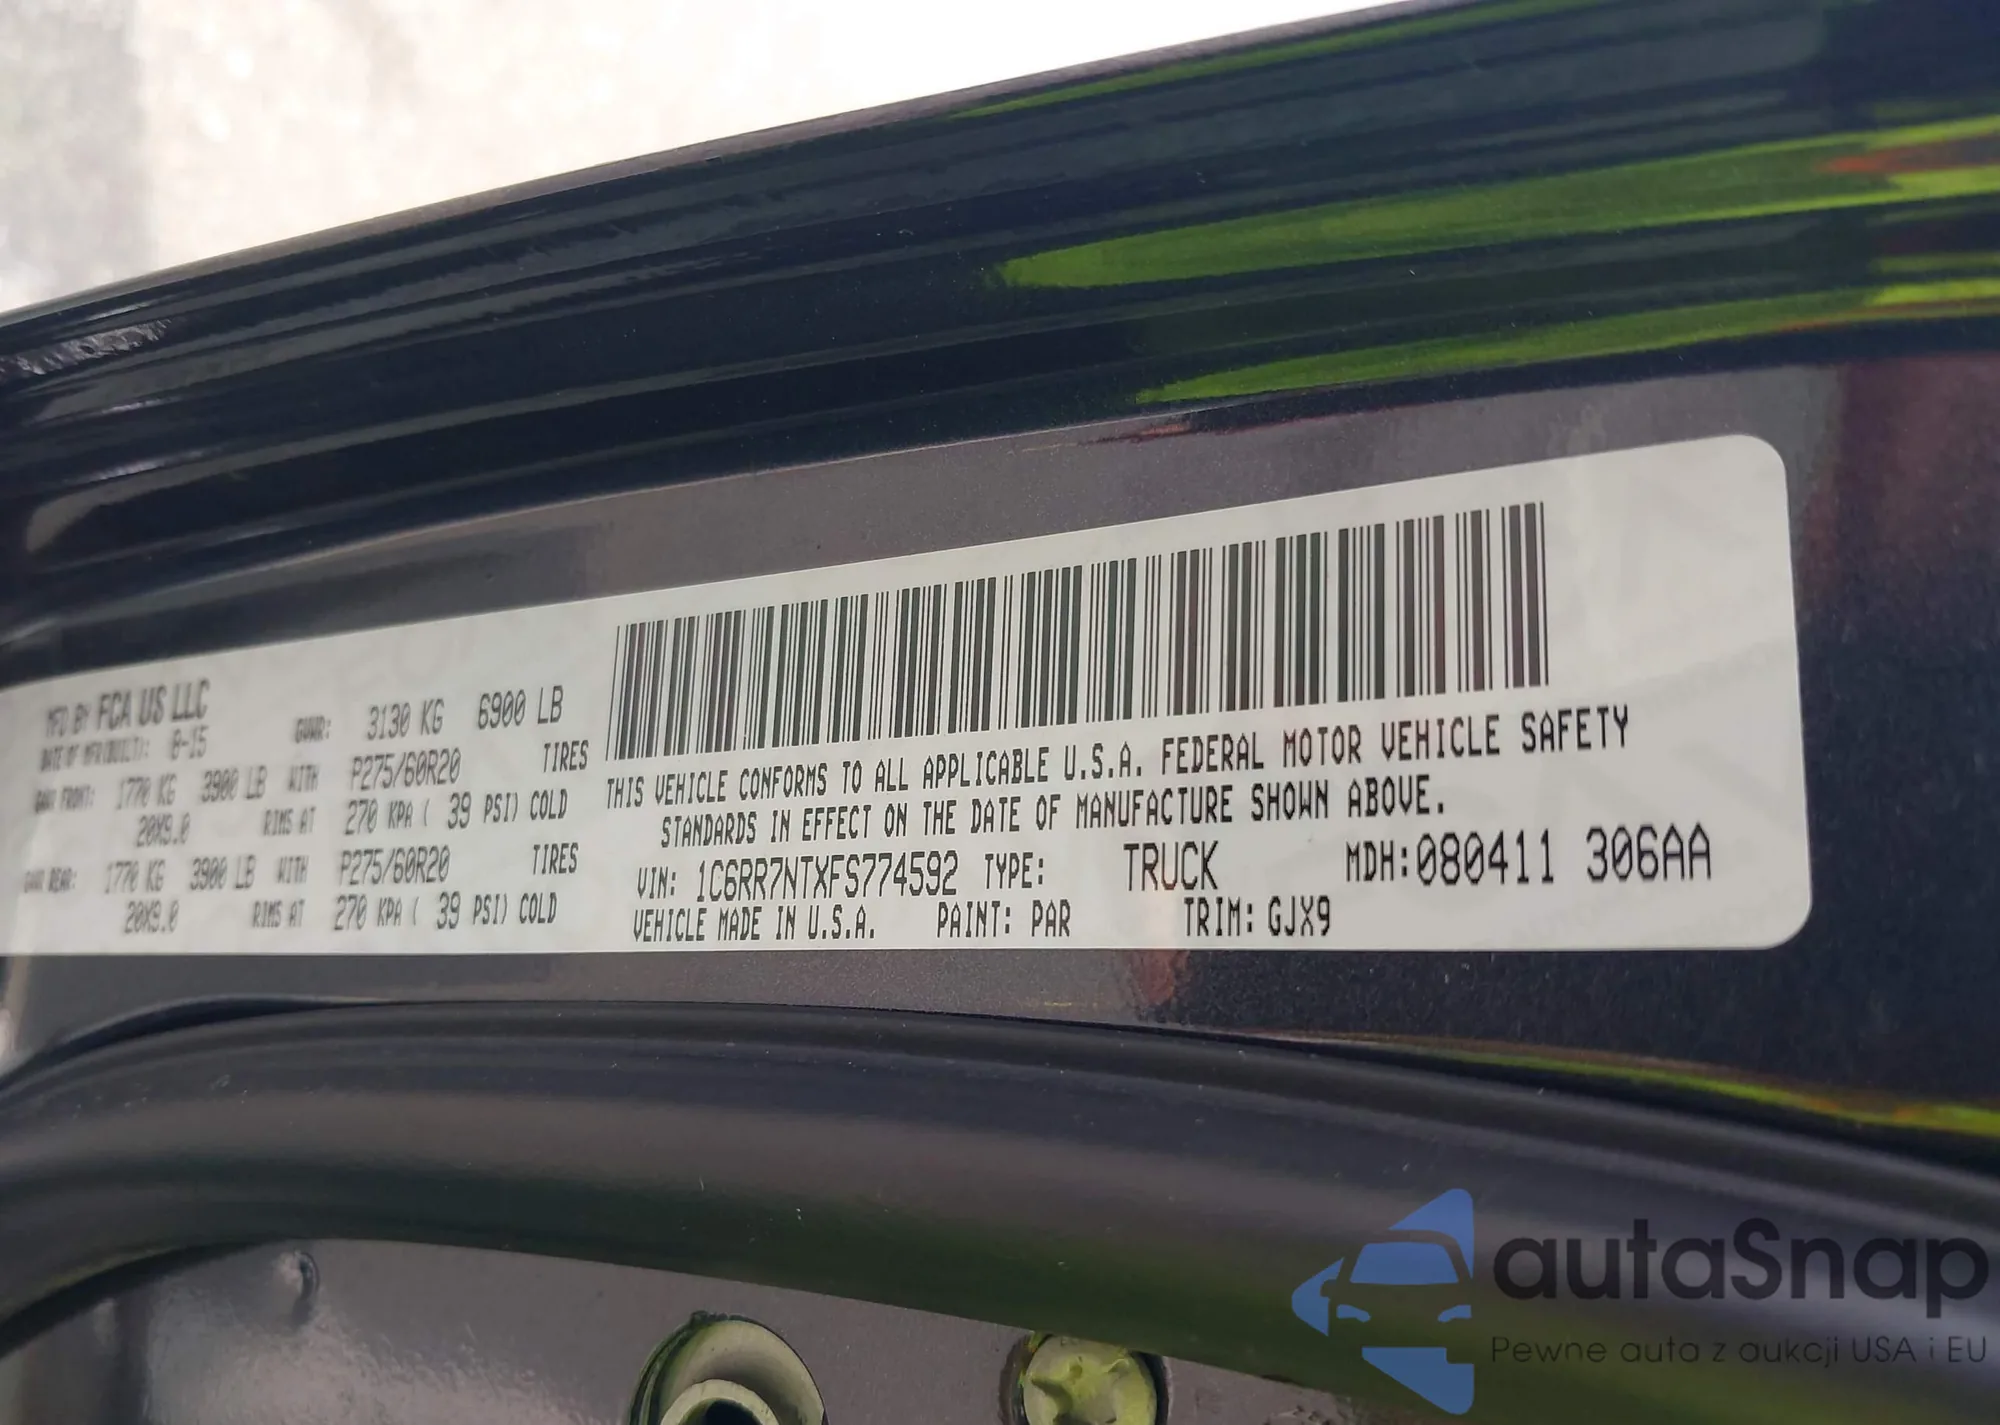 MFD BY FCA US LLC
DATE OF MFR(BUILT): 8-15
GVWR: 3130 KG 6900 LB
GAWR FRONT: 1770 KG 3900 LB WITH P275/60R20 TIRES
20X9.0 RIMS AT 270 KPA ( 39 PSI) COLD
GAWR REAR: 1770 KG 3900 LB WITH P275/60R20 TIRES
20X9.0 RIMS AT 270 KPA ( 39 PSI) COLD
THIS VEHICLE CONFORMS TO ALL APPLICABLE U.S.A. FEDERAL MOTOR VEHICLE SAFETY
STANDARDS IN EFFECT ON THE DATE OF MANUFACTURE SHOWN ABOVE.
VIN: 1C6RR7NTXFS774592 TYPE: TRUCK MDH:080411 306AA
VEHICLE MADE IN U.S.A. PAINT: PAR TRIM: GJX9
autaSnap
Pewne auta z aukcji USA i EU